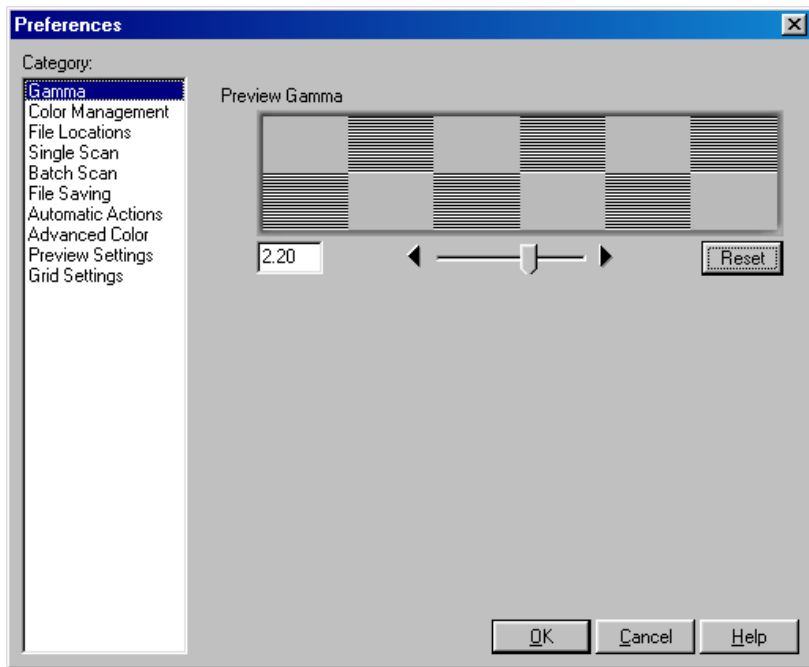 Preferences
Category:
Gamma
Color Management
File Locations
Single Scan
Batch Scan
File Saving
Automatic Actions
Advanced Color
Preview Settings
Grid Settings
Preview Gamma
2.20
Reset
OK
Cancel
Help